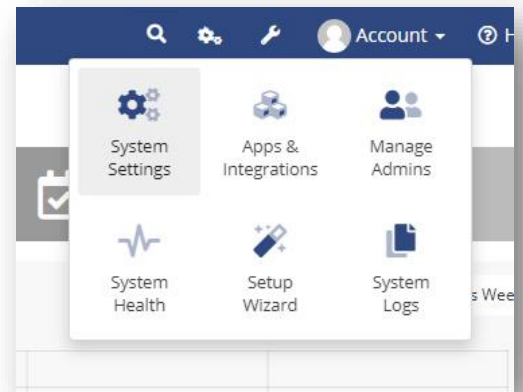 Account
H
System
Settings
Apps &
Integrations
Manage
Admins
System
Health
Setup
Wizard
System
Logs
s Wee